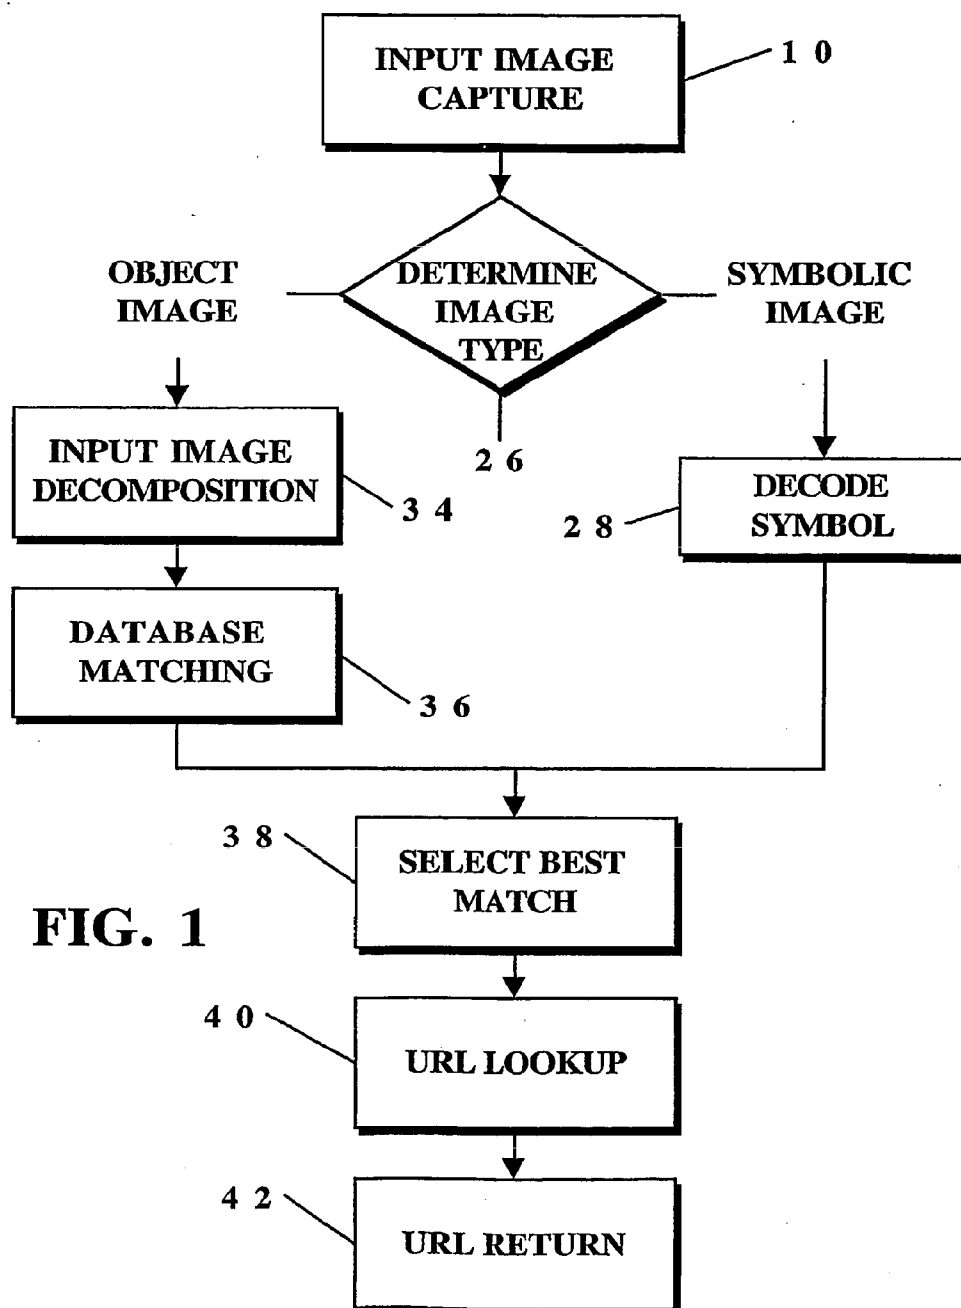 INPUT IMAGE
CAPTURE
1 0
OBJECT
IMAGE
DETERMINE
IMAGE
TYPE
SYMBOLIC
IMAGE
2 6
INPUT IMAGE
DECOMPOSITION
3 4
DECODE
SYMBOL
2 8
DATABASE
MATCHING
3 6
3 8
SELECT BEST
MATCH
FIG. 1
4 0
URL LOOKUP
4 2
URL RETURN